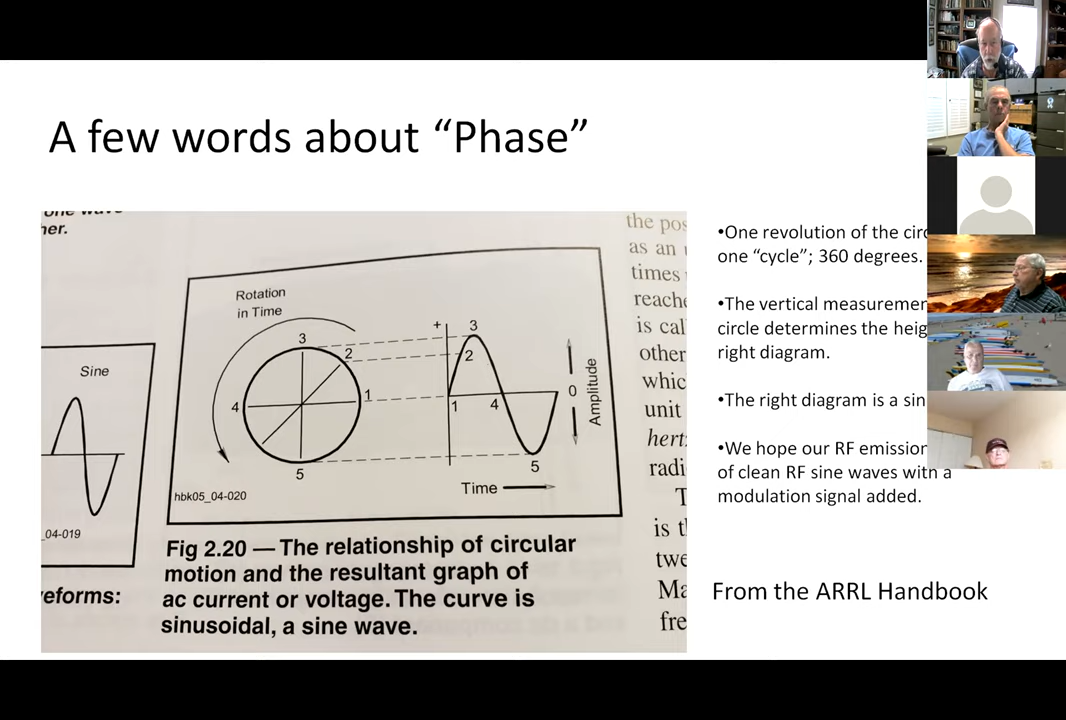 A few words about “Phase”
her.
Sine
_04-019
eforms:
Rotation
in Time
3
2
1
4
5
hbk05_04-020
+
3
2
1
4
5
0
Amplitude
Time
Fig 2.20 — The relationship of circular
motion and the resultant graph of
ac current or voltage. The curve is
sinusoidal, a sine wave.
the pos
as an
times
reache
is cal
other
whic
unit
hert
radi
T
is t
twe
Ma
fre
•One revolution of the circ
one “cycle”; 360 degrees.
•The vertical measuremen
circle determines the heig
right diagram.
•The right diagram is a sin
•We hope our RF emission
of clean RF sine waves with a
modulation signal added.
From the ARRL Handbook